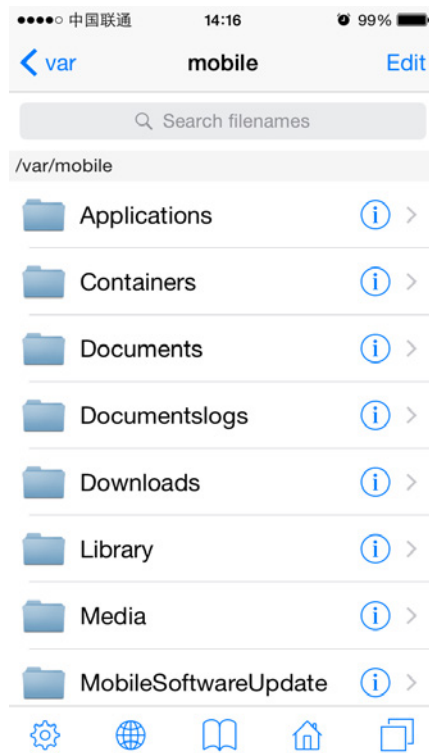 中国联通 14:16 99%
var mobile Edit
Search filenames
/var/mobile
Applications
Containers
Documents
Documentslogs
Downloads
Library
Media
MobileSoftwareUpdate